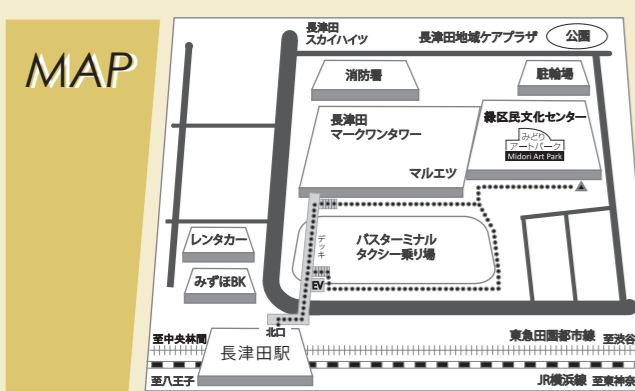 MAP
長津田
スカイハイツ
長津田地域ケアプラザ
公園
消防署
駐輪場
長津田
マークワンタワー
緑区民文化センター
みどり
アートパーク
Midori Art Park
マルエツ
レンタカー
デッキ
バスターミナル
タクシー乗り場
みずほBK
EV
北口
至中央林間
長津田駅
東急田園都市線
至渋谷
至八王子
JR横浜線
至東神奈